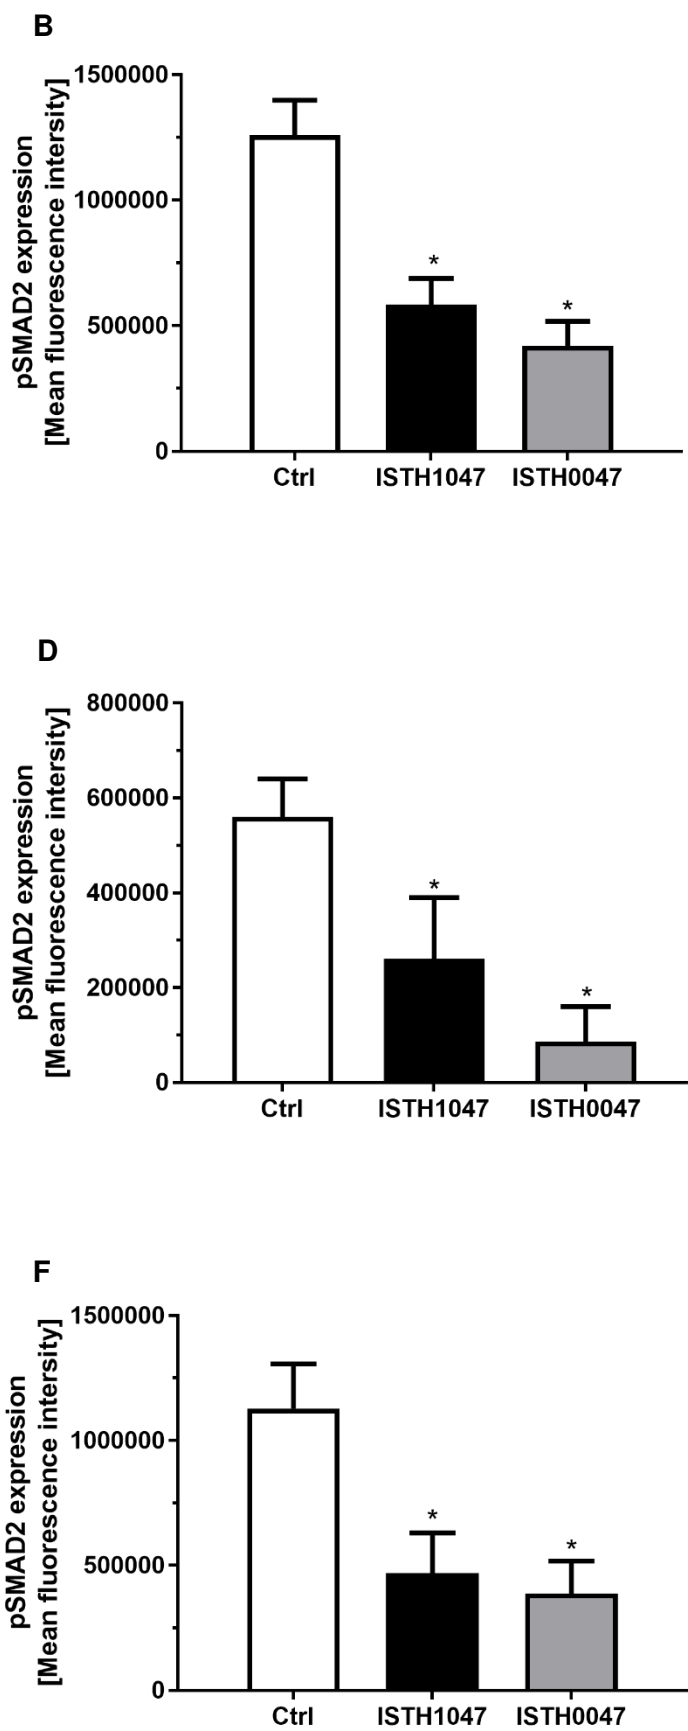 B
pSMAD2 expression
[Mean fluorescence intersity]
1500000
1000000
500000
0
*
*
Ctrl ISTH1047 ISTH0047
D
pSMAD2 expression
[Mean fluorescence intersity]
800000
600000
400000
200000
0
*
*
Ctrl ISTH1047 ISTH0047
F
pSMAD2 expression
[Mean fluorescence intersity]
1500000
1000000
500000
0
*
*
Ctrl ISTH1047 ISTH0047